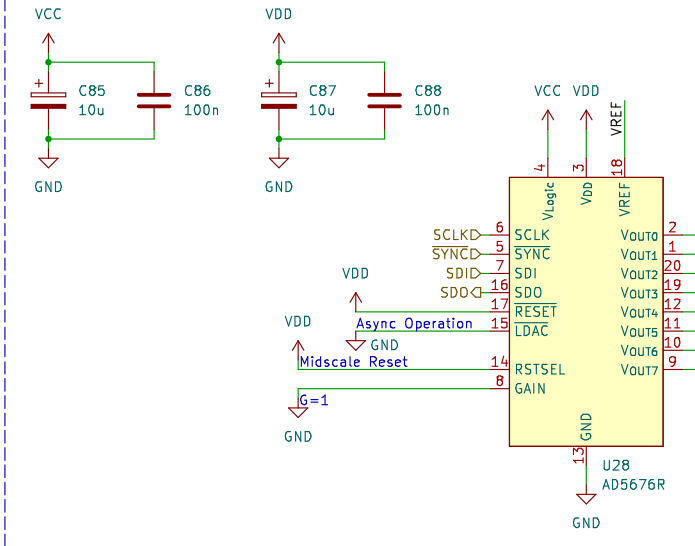 VCC
VDD
+
C85
10u
C86
100n
+
C87
10u
C88
100n
GND
GND
VCC
VDD
VREF
4
3
18
VLogic
VDD
VREF
SCLK
6
SCLK
VOUT0
2
SYNC
5
SYNC
VOUT1
1
SDI
7
SDI
VOUT2
20
SDO
16
SDO
VOUT3
19
VDD
17
RESET
VOUT4
12
Async Operation
15
LDAC
VOUT5
11
GND
VDD
VOUT6
10
Midscale Reset
14
RSTSEL
VOUT7
9
8
GAIN
G=1
GND
GND
13
U28
AD5676R
GND